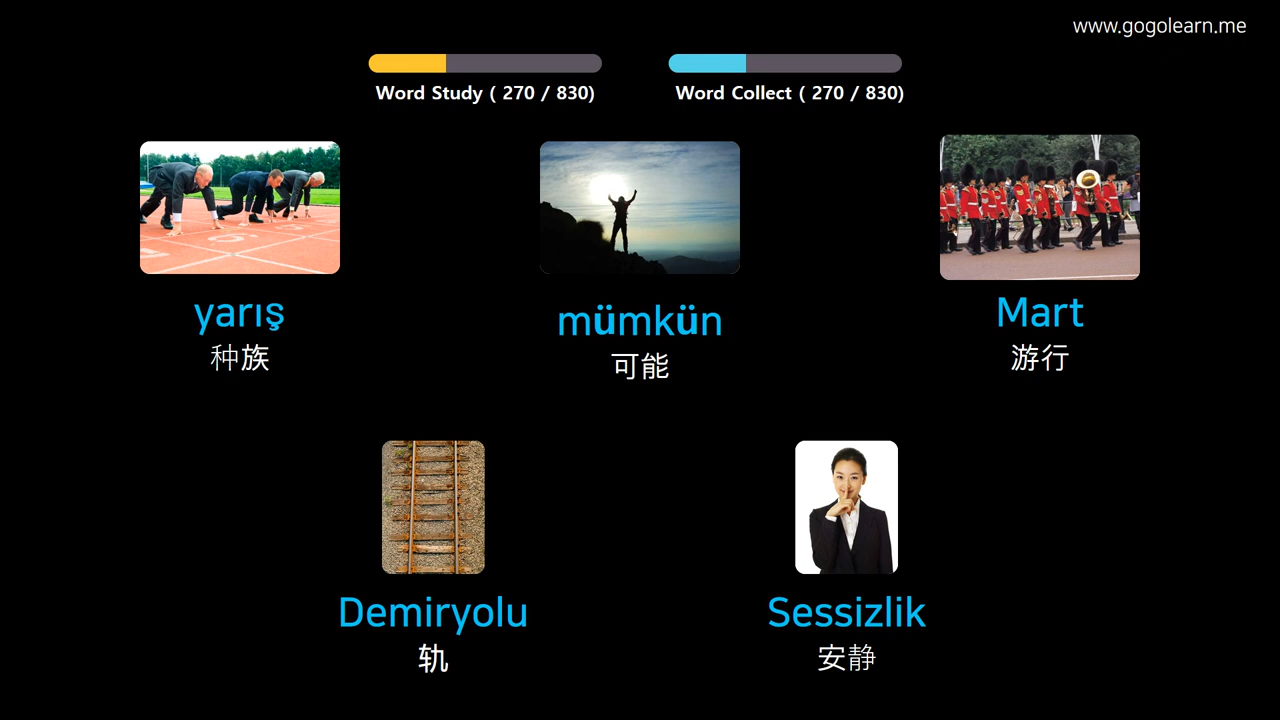 www.gogolearn.me
Word Study ( 270 / 830)
Word Collect ( 270 / 830)
yarış
种族
mümkün
可能
Mart
游行
Demiryolu
轨
Sessizlik
安静